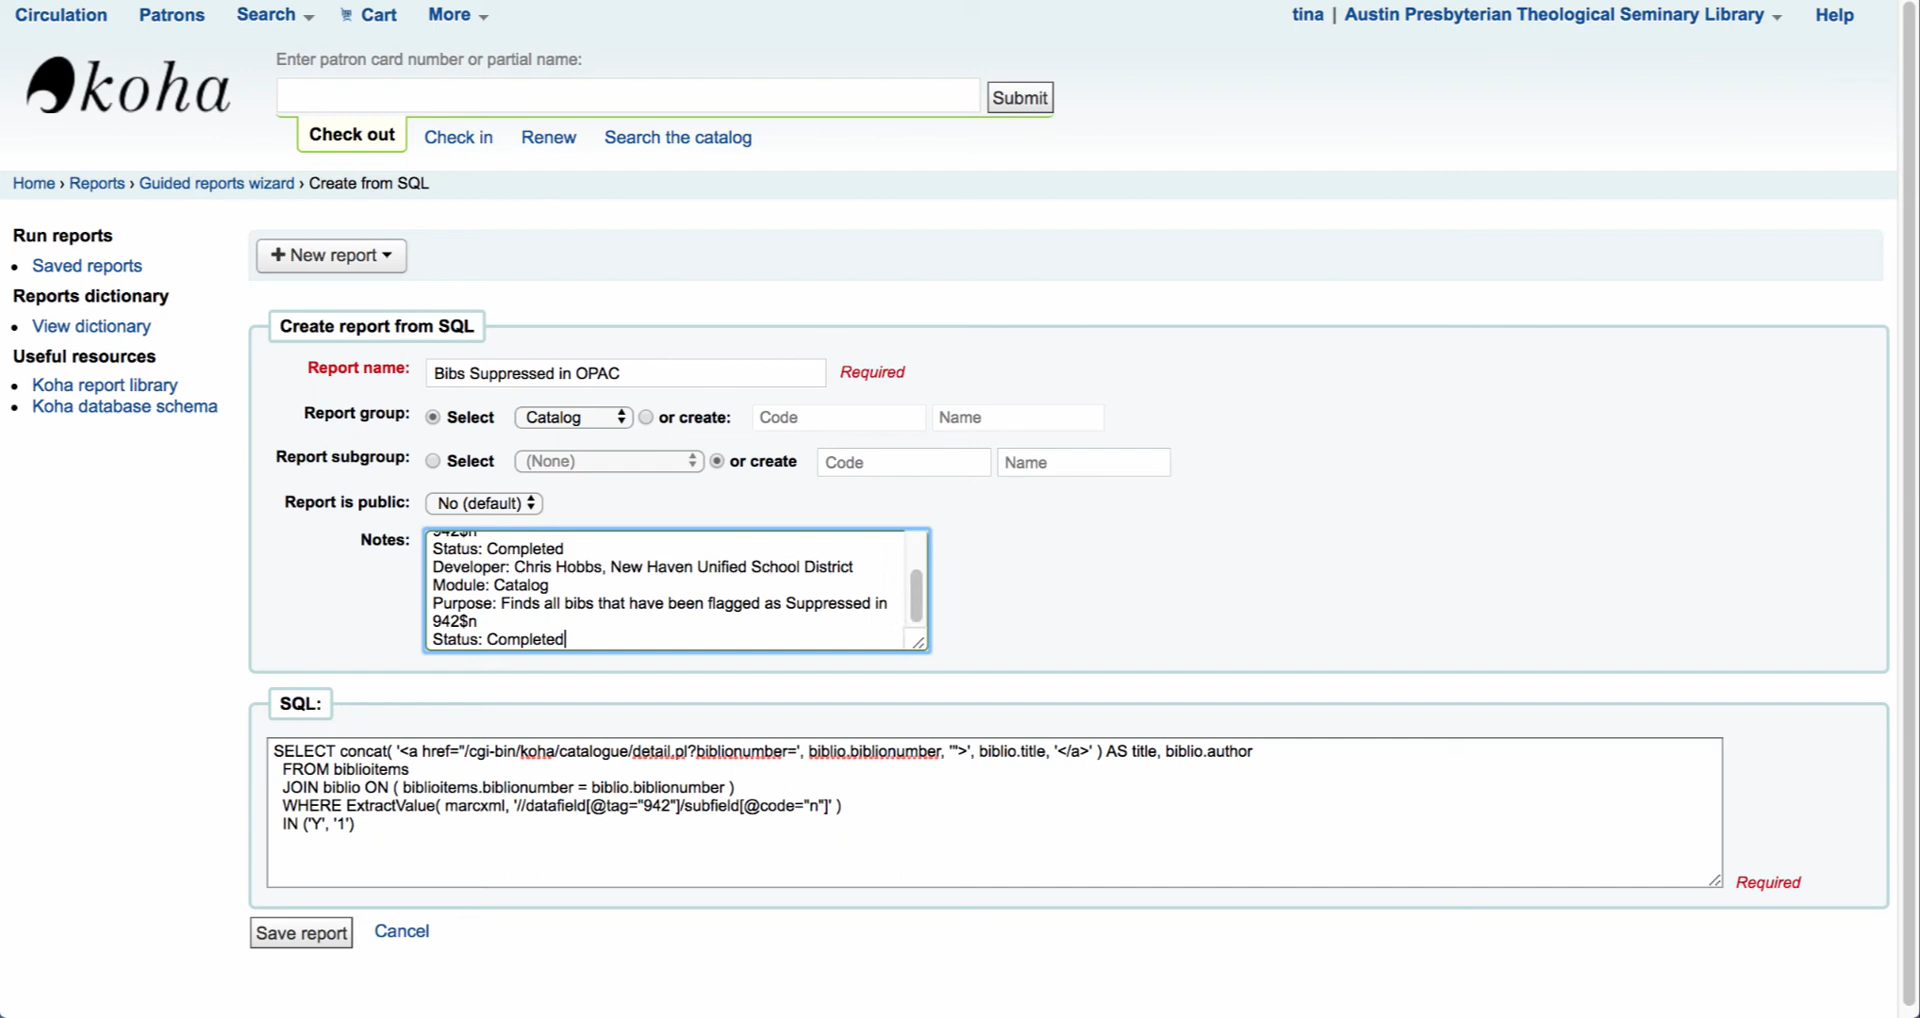 Circulation Patrons Search Cart More tina | Austin Presbyterian Theological Seminary Library Help
koha
Enter patron card number or partial name:
Submit
Check out Check in Renew Search the catalog
Home › Reports › Guided reports wizard › Create from SQL
Run reports
• Saved reports
Reports dictionary
• View dictionary
Useful resources
• Koha report library
• Koha database schema
+ New report
Create report from SQL
Report name: Bibs Suppressed in OPAC Required
Report group: Select Catalog or create: Code Name
Report subgroup: Select (None) or create Code Name
Report is public: No (default)
Notes:
942$n
Status: Completed
Developer: Chris Hobbs, New Haven Unified School District
Module: Catalog
Purpose: Finds all bibs that have been flagged as Suppressed in
942$n
Status: Completed
SQL:
SELECT concat( '<a href="/cgi-bin/koha/catalogue/detail.pl?biblionumber=', biblio.biblionumber, '">', biblio.title, '</a>' ) AS title, biblio.author
FROM biblioitems
JOIN biblio ON ( biblioitems.biblionumber = biblio.biblionumber )
WHERE ExtractValue( marcxml, '//datafield[@tag="942"]/subfield[@code="n"]' )
IN ('Y', '1')
Required
Save report Cancel